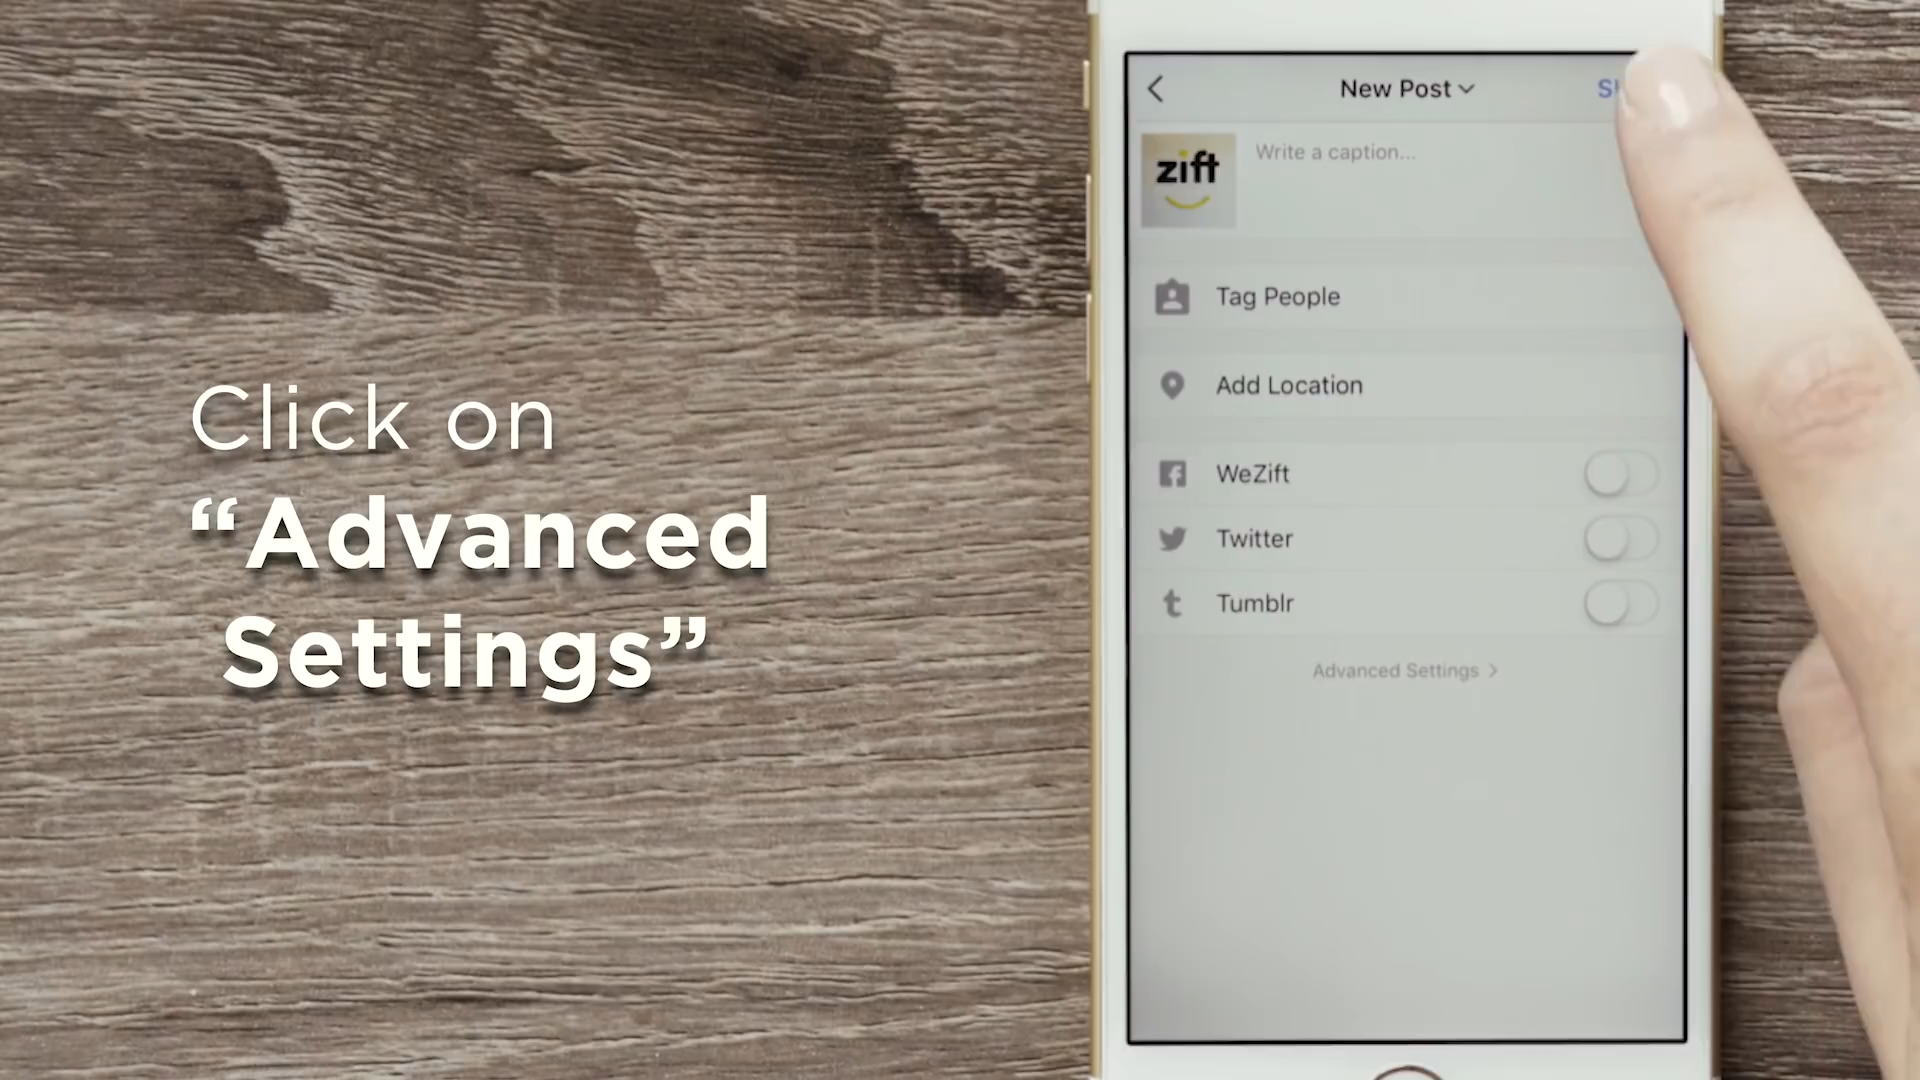 Click on
“Advanced
Settings”
New Post
zift
Write a caption...
Tag People
Add Location
WeZift
Twitter
Tumblr
Advanced Settings